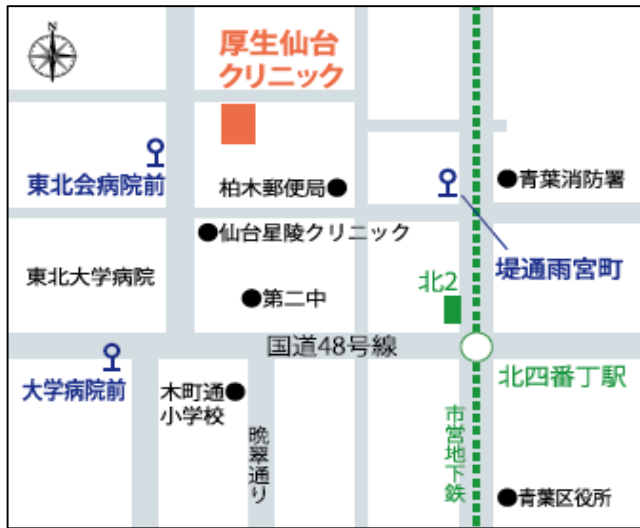 N
厚生仙台
クリニック
東北会病院前
柏木郵便局
青葉消防署
仙台星陵クリニック
堤通雨宮町
東北大学病院
北2
第二中
国道48号線
北四番丁駅
大学病院前
木町通
小学校
晩翠通り
市営地下鉄
青葉区役所